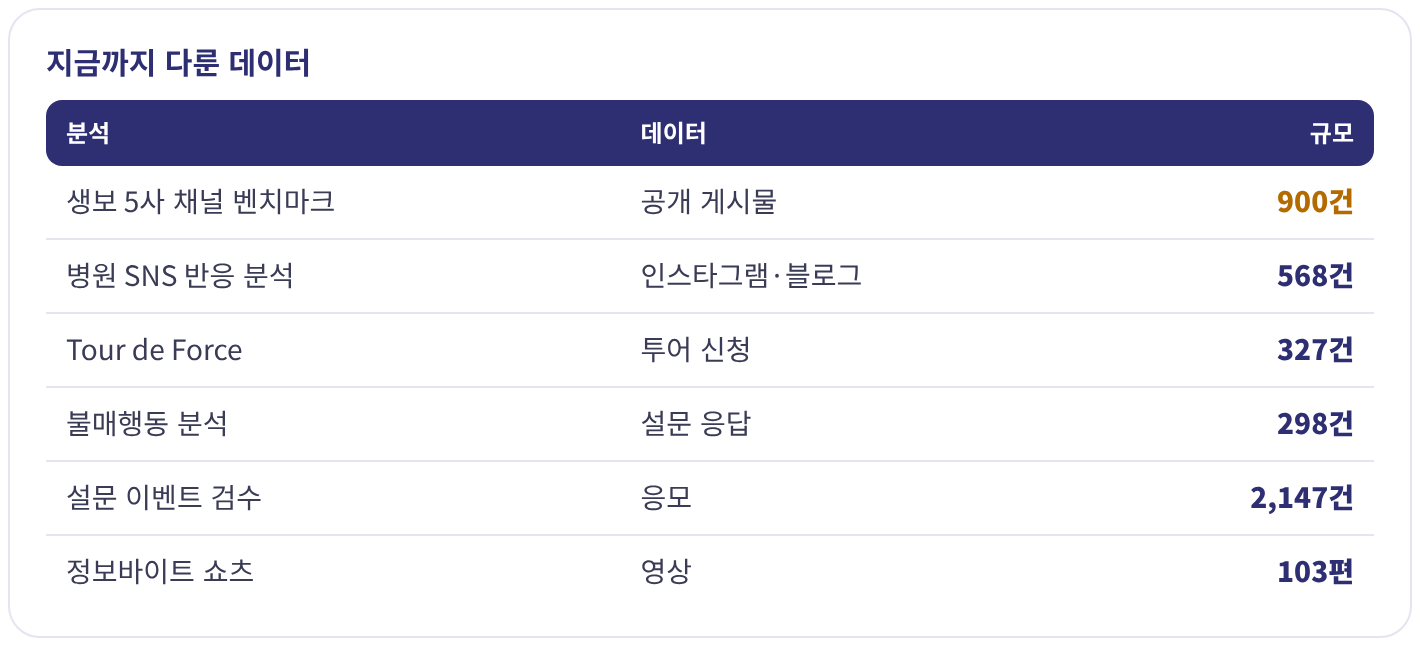 지금까지 다룬 데이터
분석 데이터 규모
생보 5사 채널 벤치마크 공개 게시물 900건
병원 SNS 반응 분석 인스타그램·블로그 568건
Tour de Force 투어 신청 327건
불매행동 분석 설문 응답 298건
설문 이벤트 검수 응모 2,147건
정보바이트 쇼츠 영상 103편